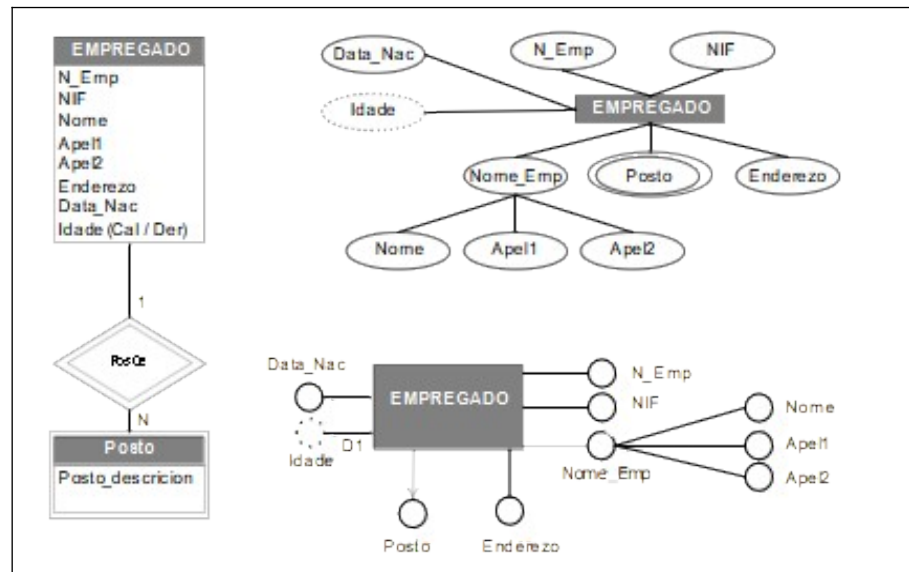 EMPREGADO
N_Emp
NIF
Nome
Apel1
Apel2
Enderezo
Data_Nac
Idade (Cal / Der)
1
N
Posto
Posto_descricion
Data_Nac
N_Emp
NIF
Idade
EMPREGADO
Nome_Emp
Posto
Enderezo
Nome
Apel1
Apel2
Data_Nac
EMPREGADO
N_Emp
NIF
Nome
Idade
D1
Nome_Emp
Apel1
Apel2
Posto
Enderezo